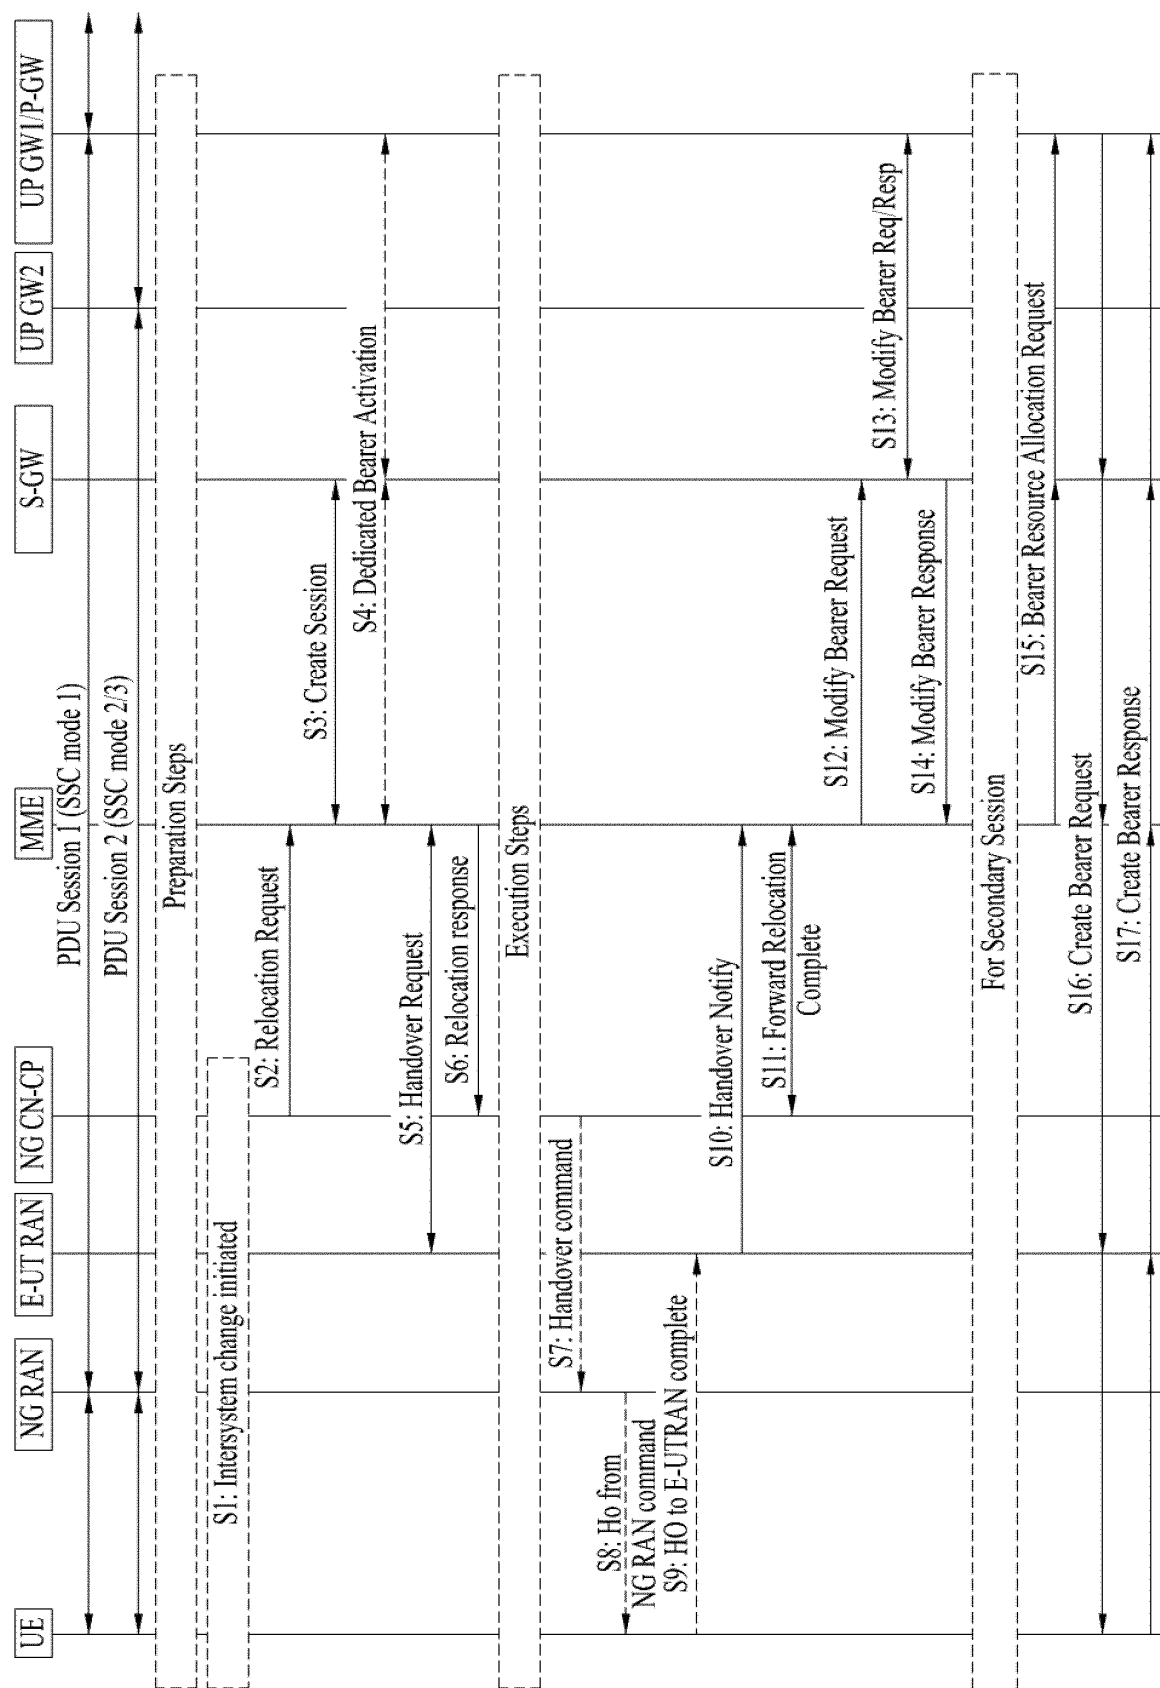 UE
NG RAN
E-UT RAN
NG CN-CP
MME
S-GW
UP GW2
UP GW1/P-GW
PDU Session 1 (SSC mode 1)
PDU Session 2 (SSC mode 2/3)
Preparation Steps
S1: Intersystem change initiated
S2: Relocation Request
S3: Create Session
S4: Dedicated Bearer Activation
S5: Handover Request
S6: Relocation response
Execution Steps
S7: Handover command
S8: Ho from
NG RAN command
S9: HO to E-UTRAN complete
S10: Handover Notify
S11: Forward Relocation
Complete
S12: Modify Bearer Request
S13: Modify Bearer Req/Resp
S14: Modify Bearer Response
For Secondary Session
S15: Bearer Resource Allocation Request
S16: Create Bearer Request
S17: Create Bearer Response